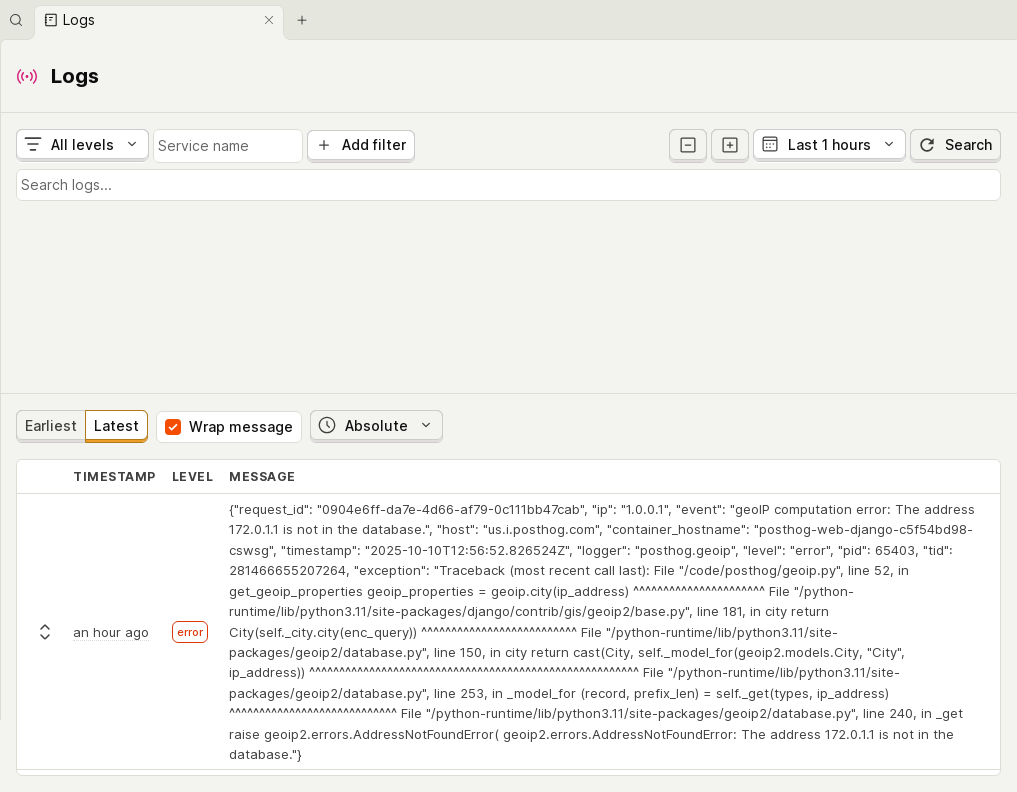 Logs
Logs
All levels Service name Add filter Last 1 hours Search
Search logs...
Earliest Latest Wrap message Absolute
TIMESTAMP LEVEL MESSAGE
{"request_id": "0904e6ff-da7e-4d66-af79-0c111bb47cab", "ip": "1.0.0.1", "event": "geoIP computation error: The address
172.0.1.1 is not in the database.", "host": "us.i.posthog.com", "container_hostname": "posthog-web-django-c5f54bd98-
cswsg", "timestamp": "2025-10-10T12:56:52.826524Z", "logger": "posthog.geoip", "level": "error", "pid": 65403, "tid":
281466655207264, "exception": "Traceback (most recent call last): File "/code/posthog/geoip.py", line 52, in
get_geoip_properties geoip_properties = geoip.city(ip_address) ^^^^^^^^^^^^^^^^^^^^^^ File "/python-
runtime/lib/python3.11/site-packages/django/contrib/gis/geoip2/base.py", line 181, in city return
an hour ago error City(self._city.city(enc_query)) ^^^^^^^^^^^^^^^^^^^^^^^^^^ File "/python-runtime/lib/python3.11/site-
packages/geoip2/database.py", line 150, in city return cast(City, self._model_for(geoip2.models.City, "City",
ip_address)) ^^^^^^^^^^^^^^^^^^^^^^^^^^^^^^^^^^^^^^^^^^^^^^^^^^^^^^^ File "/python-runtime/lib/python3.11/site-
packages/geoip2/database.py", line 253, in _model_for (record, prefix_len) = self._get(types, ip_address)
^^^^^^^^^^^^^^^^^^^^^^^^^^^^ File "/python-runtime/lib/python3.11/site-packages/geoip2/database.py", line 240, in _get
raise geoip2.errors.AddressNotFoundError( geoip2.errors.AddressNotFoundError: The address 172.0.1.1 is not in the
database."}